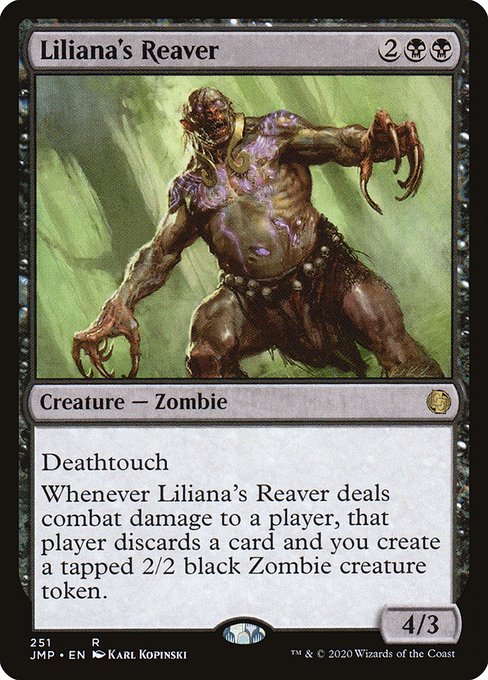 Liliana's Reaver 2
Creature — Zombie
Deathtouch
Whenever Liliana's Reaver deals
combat damage to a player, that
player discards a card and you create
a tapped 2/2 black Zombie creature
token.
4/3
251 R
JMP • EN Karl Kopinski ™ & © 2020 Wizards of the Coast